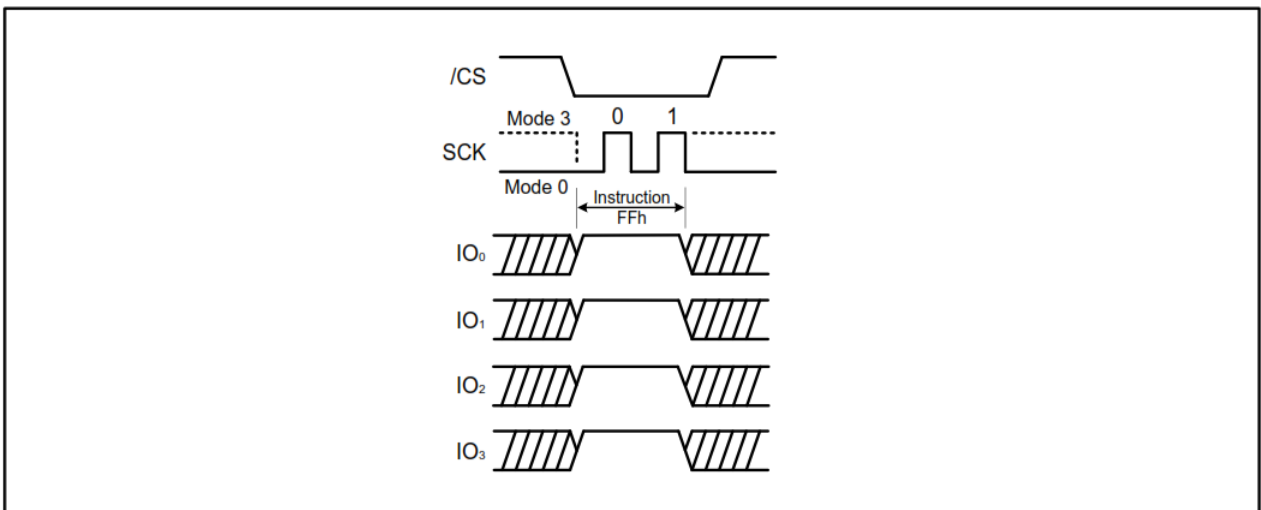 /CS
Mode 3 0 1
SCK
Mode 0
Instruction
FFh
IO₀
IO₁
IO₂
IO₃